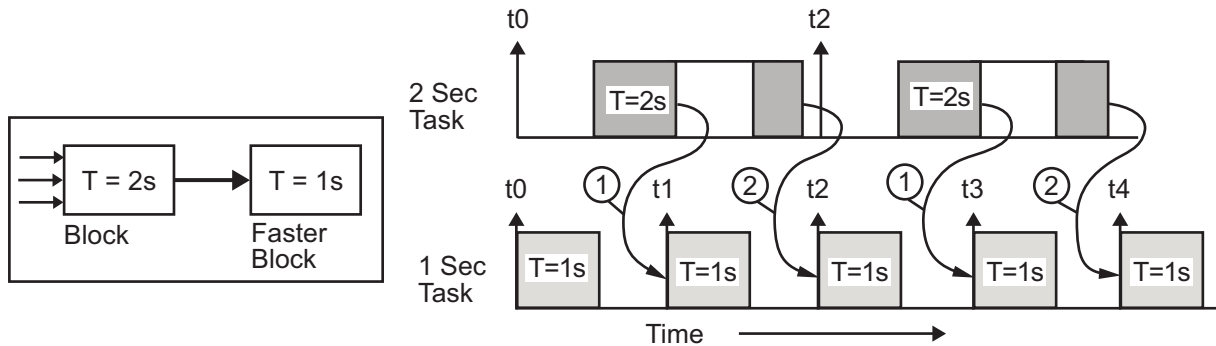 T = 2s
Block
T = 1s
Faster
Block
t0
t2
2 Sec
Task
T=2s
T=2s
1
2
1
2
t0
t1
t2
t3
t4
1 Sec
Task
T=1s
T=1s
T=1s
T=1s
T=1s
Time